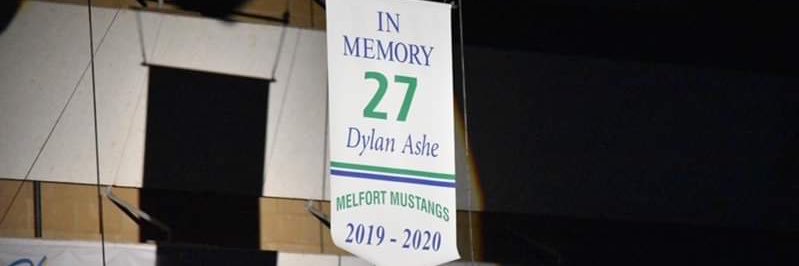 IN
MEMORY
27
Dylan Ashe
MELFORT MUSTANGS
2019 - 2020